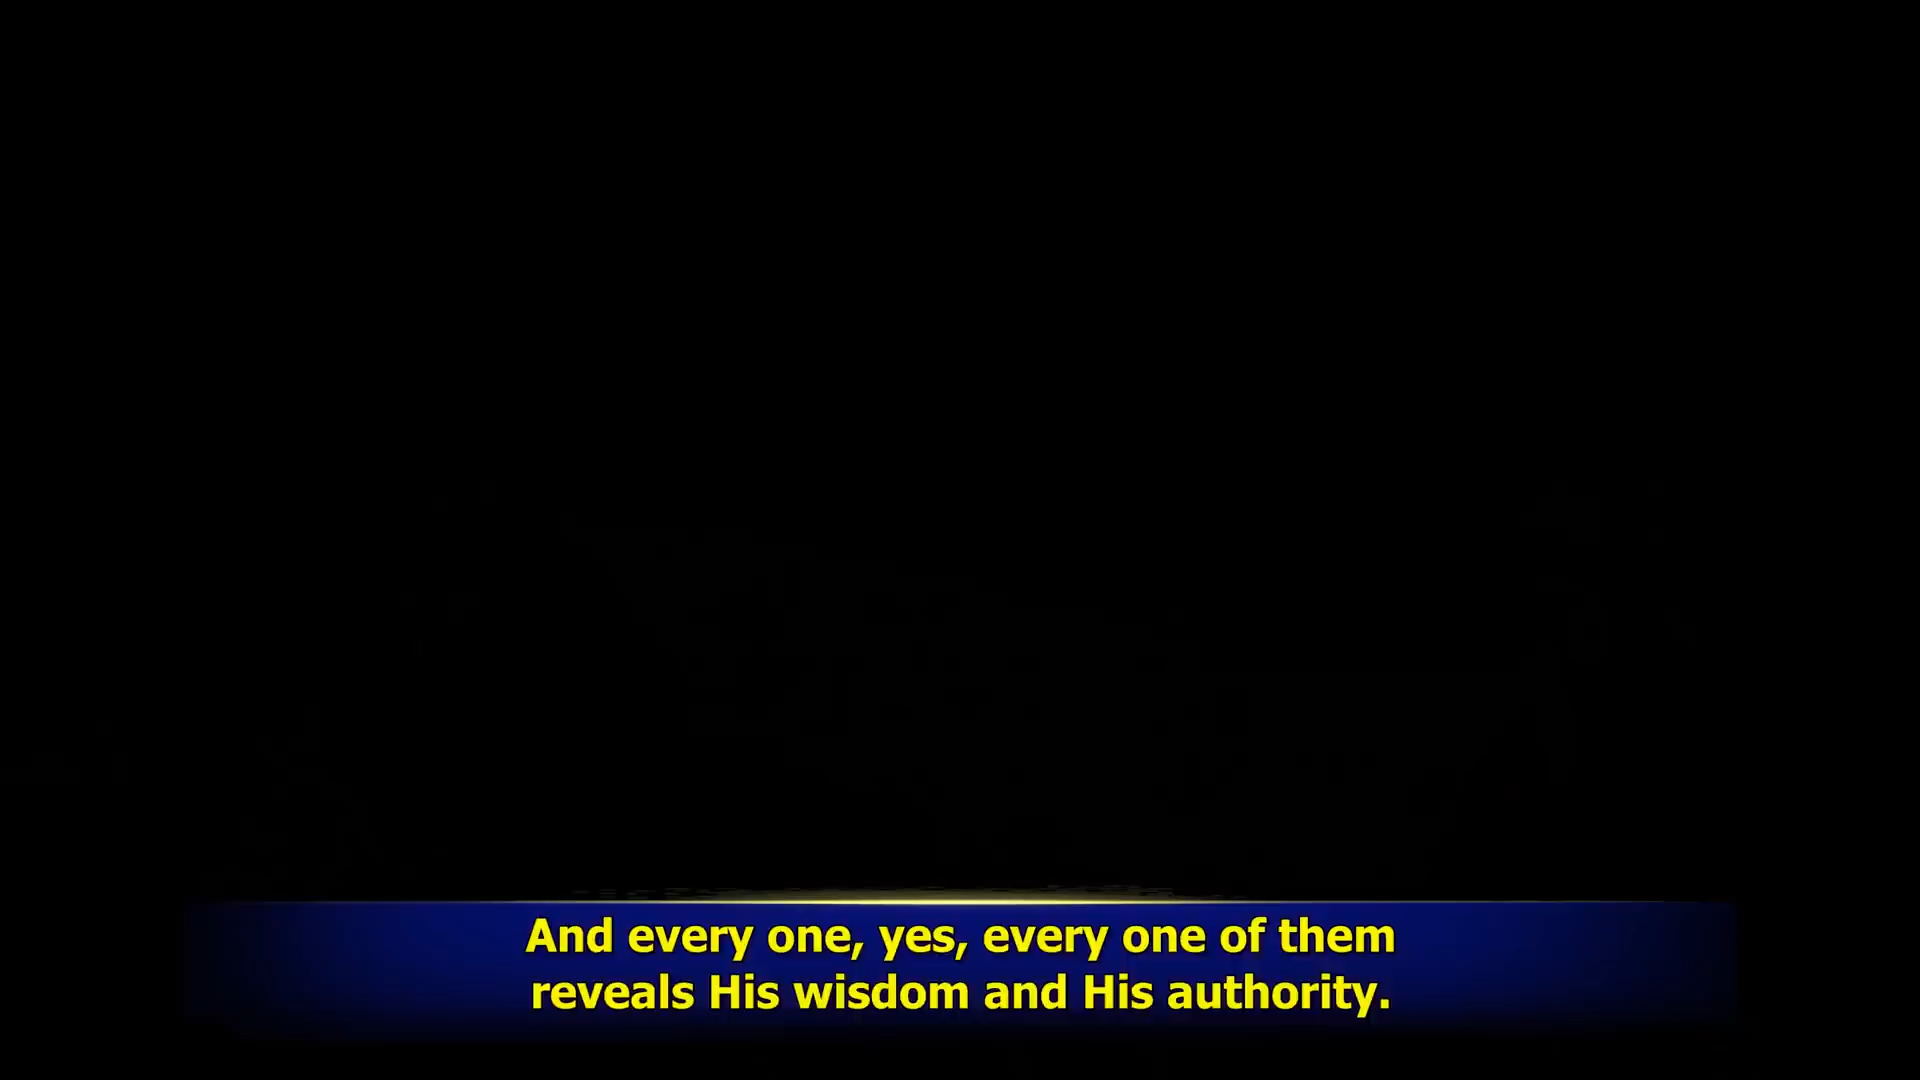 And every one, yes, every one of them
reveals His wisdom and His authority.